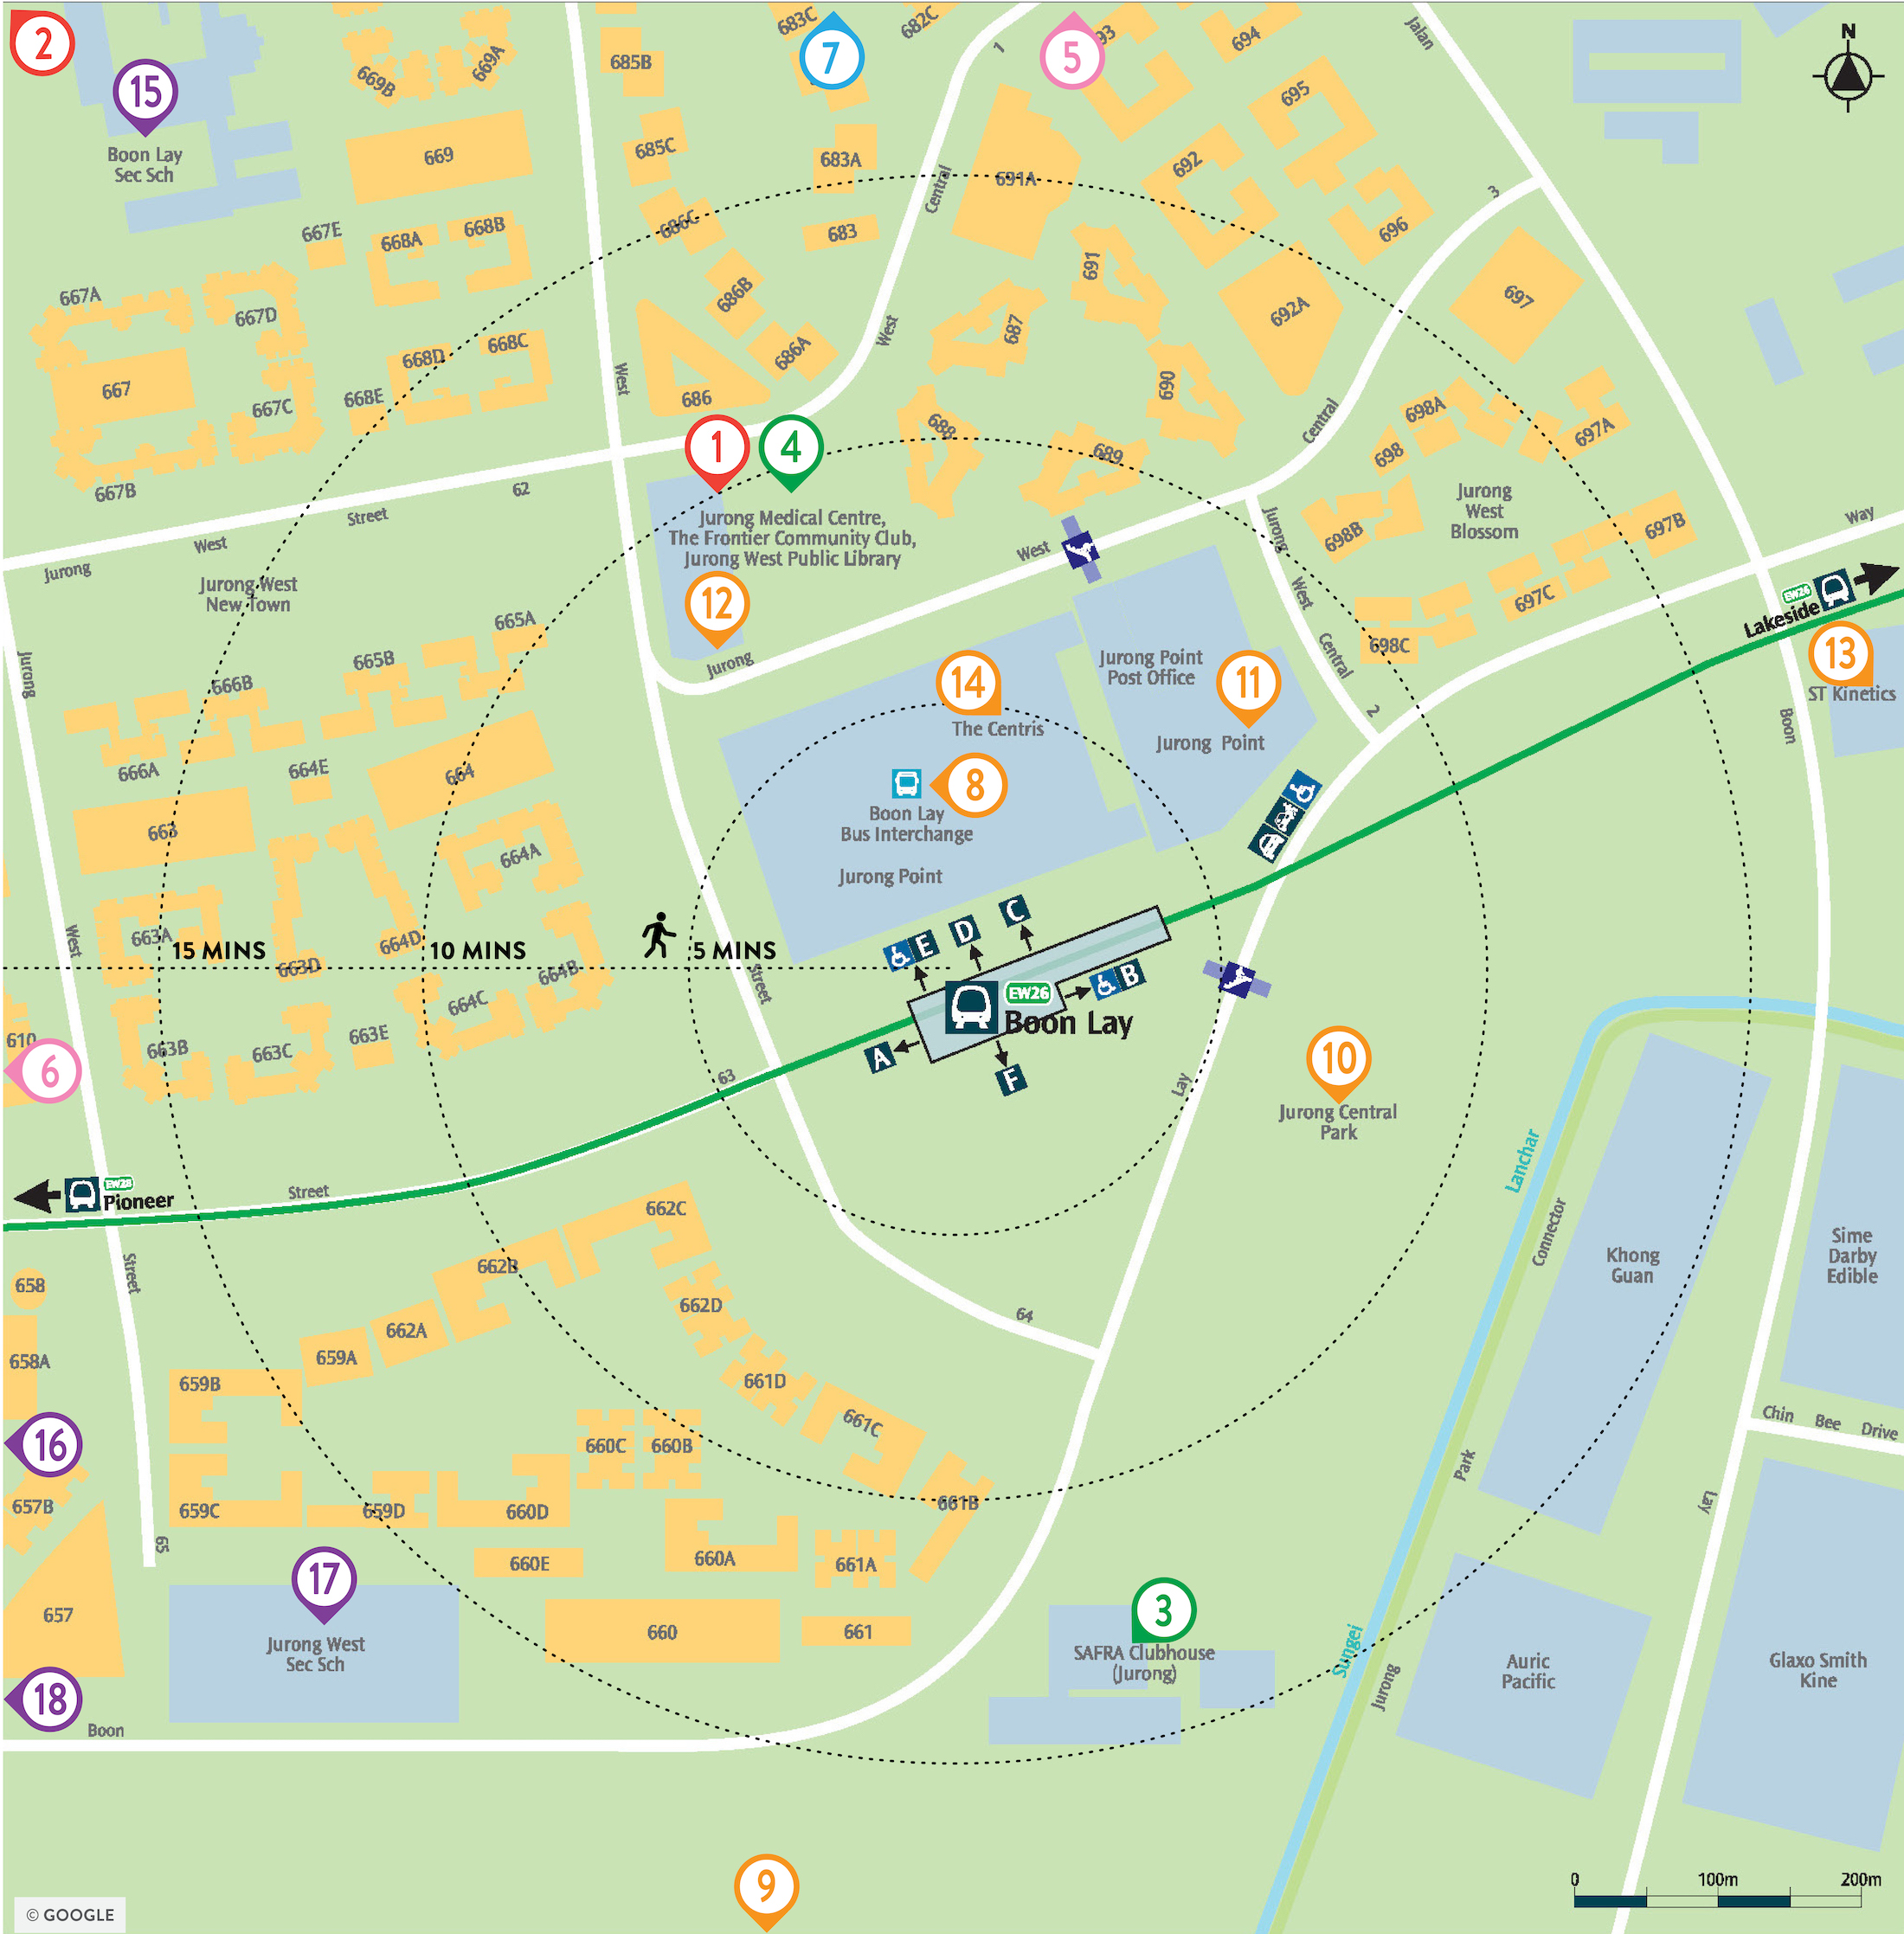 2
15
Boon Lay
Sec Sch
669B
669A
685B
683C
7
682C
1
5
93
694
Jalan
N
669
685C
683A
691A
692
695
3
696
Central
667E
668A
668B
686C
683
691
667A
667D
686B
692A
697
West
667
668D
668C
686A
687
690
West
667C
668E
686
688
698A
697A
Central
667B
62
Street
1
4
689
698
Jurong
West
Blossom
697B
Way
Jurong Medical Centre,
The Frontier Community Club,
Jurong West Public Library
West
Jurong
West
Central
2
698B
Jurong
West
Jurong West
New Town
12
Jurong
697C
698C
EW26
Lakeside
13
ST Kinetics
Jurong
665A
665B
666B
666A
14
The Centris
Jurong Point
Post Office
11
Jurong Point
Boon
664E
664
663
8
Boon Lay
Bus Interchange
Jurong Point
664A
663A
15 MINS
664D
10 MINS
5 MINS
West
663D
664B
Street
E
D
C
B
A
F
EW26
Boon Lay
664C
610
663B
663C
663E
6
63
Lay
10
Jurong Central
Park
Lanchar
EW28
Pioneer
Street
Street
662C
662B
662D
64
Connector
Khong
Guan
Sime
Darby
Edible
658
662A
659A
658A
659B
661D
661C
Chin Bee Drive
16
660C
660B
Park
Lay
657B
659C
659D
660D
661B
65
660E
660A
661A
17
Jurong West
Sec Sch
657
660
661
3
SAFRA Clubhouse
(Jurong)
Sungei
Jurong
Auric
Pacific
Glaxo Smith
Kine
18
Boon
9
0 100m 200m
© GOOGLE